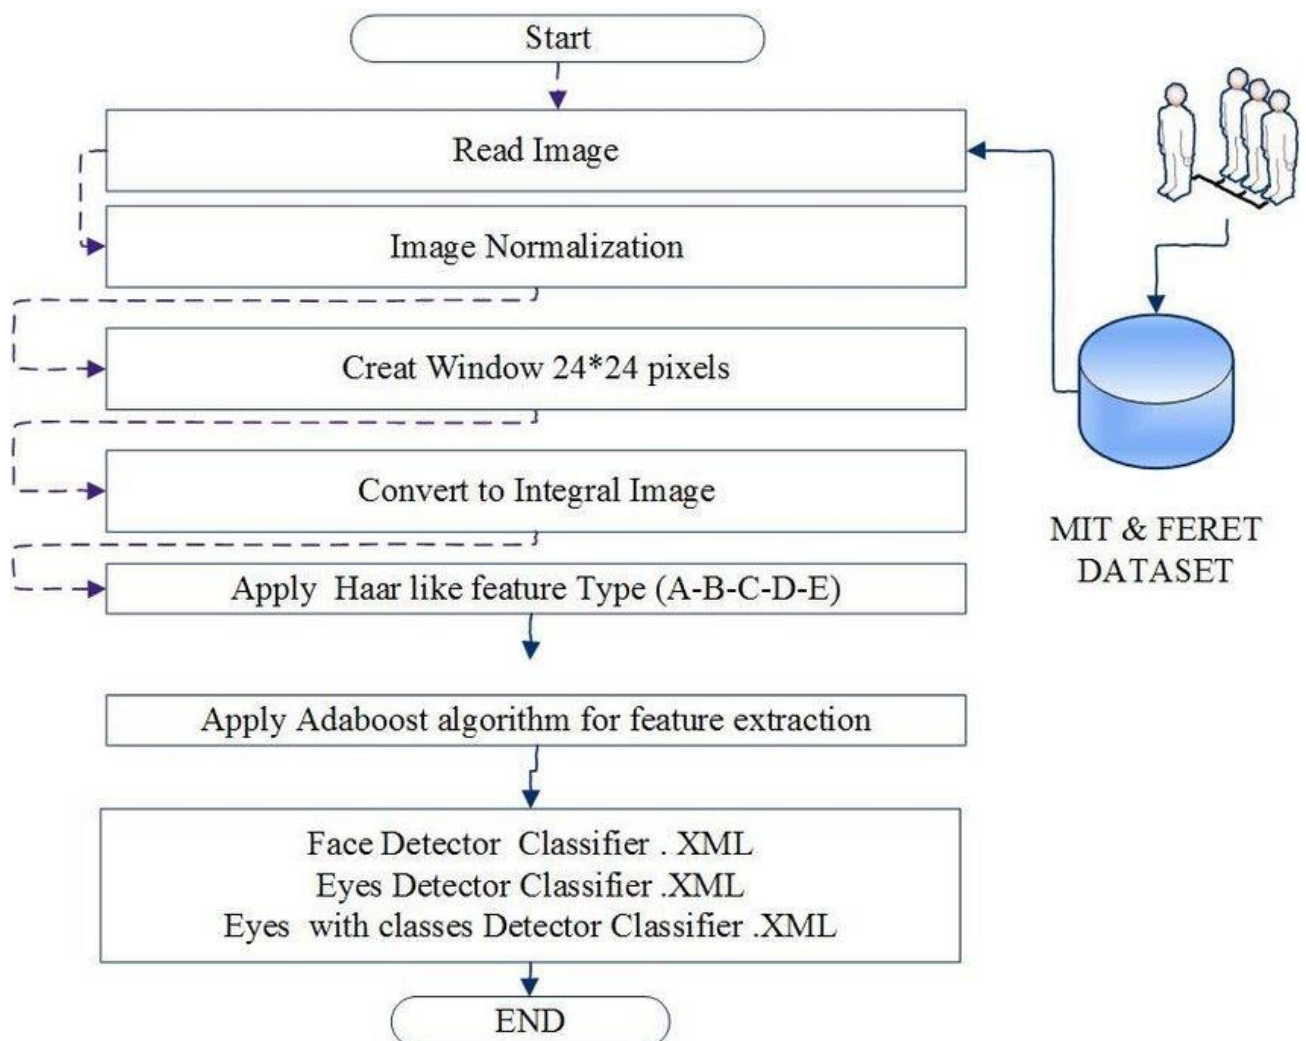 Start
Read Image
Image Normalization
Creat Window 24*24 pixels
Convert to Integral Image
Apply Haar like feature Type (A-B-C-D-E)
Apply Adaboost algorithm for feature extraction
Face Detector Classifier . XML
Eyes Detector Classifier .XML
Eyes with classes Detector Classifier .XML
END
MIT & FERET
DATASET